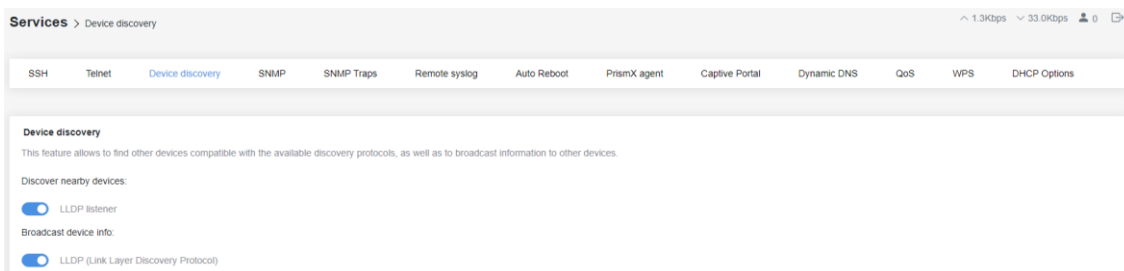 Services > Device discovery
1.3Kbps 33.0Kbps 0
SSH Telnet Device discovery SNMP SNMP Traps Remote syslog Auto Reboot PrismX agent Captive Portal Dynamic DNS QoS WPS DHCP Options
Device discovery
This feature allows to find other devices compatible with the available discovery protocols, as well as to broadcast information to other devices.
Discover nearby devices:
LLDP listener
Broadcast device info:
LLDP (Link Layer Discovery Protocol)